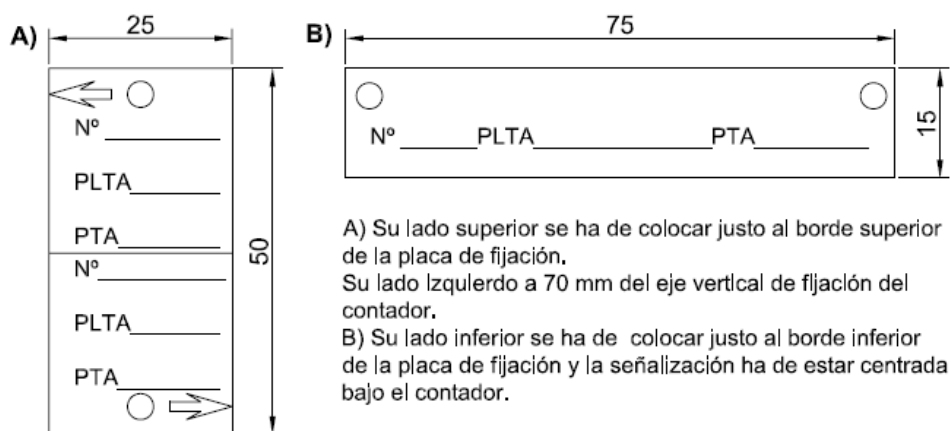 A)
25
Nº
PLTA
PTA
Nº
PLTA
PTA
50
B)
75
Nº PLTA PTA
15
A) Su lado superior se ha de colocar justo al borde superior
de la placa de fijación.
Su lado izquierdo a 70 mm del eje vertical de fijación del
contador.
B) Su lado inferior se ha de colocar justo al borde inferior
de la placa de fijación y la señalización ha de estar centrada
bajo el contador.